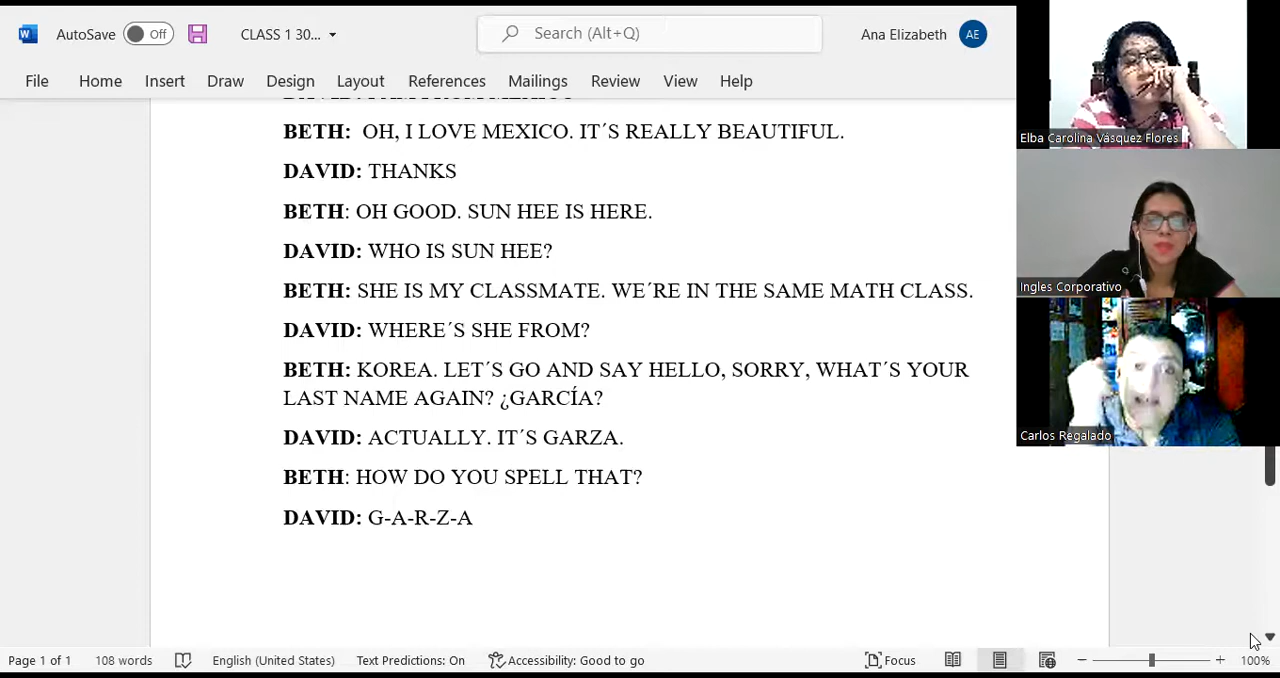 AutoSave Off CLASS 1 30... Search (Alt+Q) Ana Elizabeth AE
File Home Insert Draw Design Layout References Mailings Review View Help
BETH: OH, I LOVE MEXICO. IT´S REALLY BEAUTIFUL.
DAVID: THANKS
BETH: OH GOOD. SUN HEE IS HERE.
DAVID: WHO IS SUN HEE?
BETH: SHE IS MY CLASSMATE. WE´RE IN THE SAME MATH CLASS.
DAVID: WHERE´S SHE FROM?
BETH: KOREA. LET´S GO AND SAY HELLO, SORRY, WHAT´S YOUR
LAST NAME AGAIN? ¿GARCÍA?
DAVID: ACTUALLY. IT´S GARZA.
BETH: HOW DO YOU SPELL THAT?
DAVID: G-A-R-Z-A
Page 1 of 1 108 words English (United States) Text Predictions: On Accessibility: Good to go Focus 100%
Elba Carolina Vásquez Flores
Ingles Corporativo
Carlos Regalado